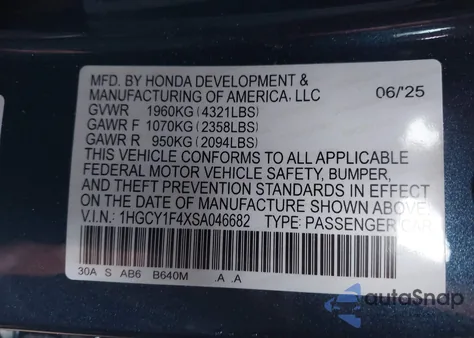 MFD. BY HONDA DEVELOPMENT &
MANUFACTURING OF AMERICA, LLC 06/'25
GVWR 1960KG(4321LBS)
GAWR F 1070KG(2358LBS)
GAWR R 950KG(2094LBS)
THIS VEHICLE CONFORMS TO ALL APPLICABLE
FEDERAL MOTOR VEHICLE SAFETY, BUMPER,
AND THEFT PREVENTION STANDARDS IN EFFECT
ON THE DATE OF MANUFACTURE SHOWN ABOVE.
V.I.N.: 1HGCY1F4XSA046682 TYPE: PASSENGER CAR
30A S AB6 B640M .A .A
autoSnap